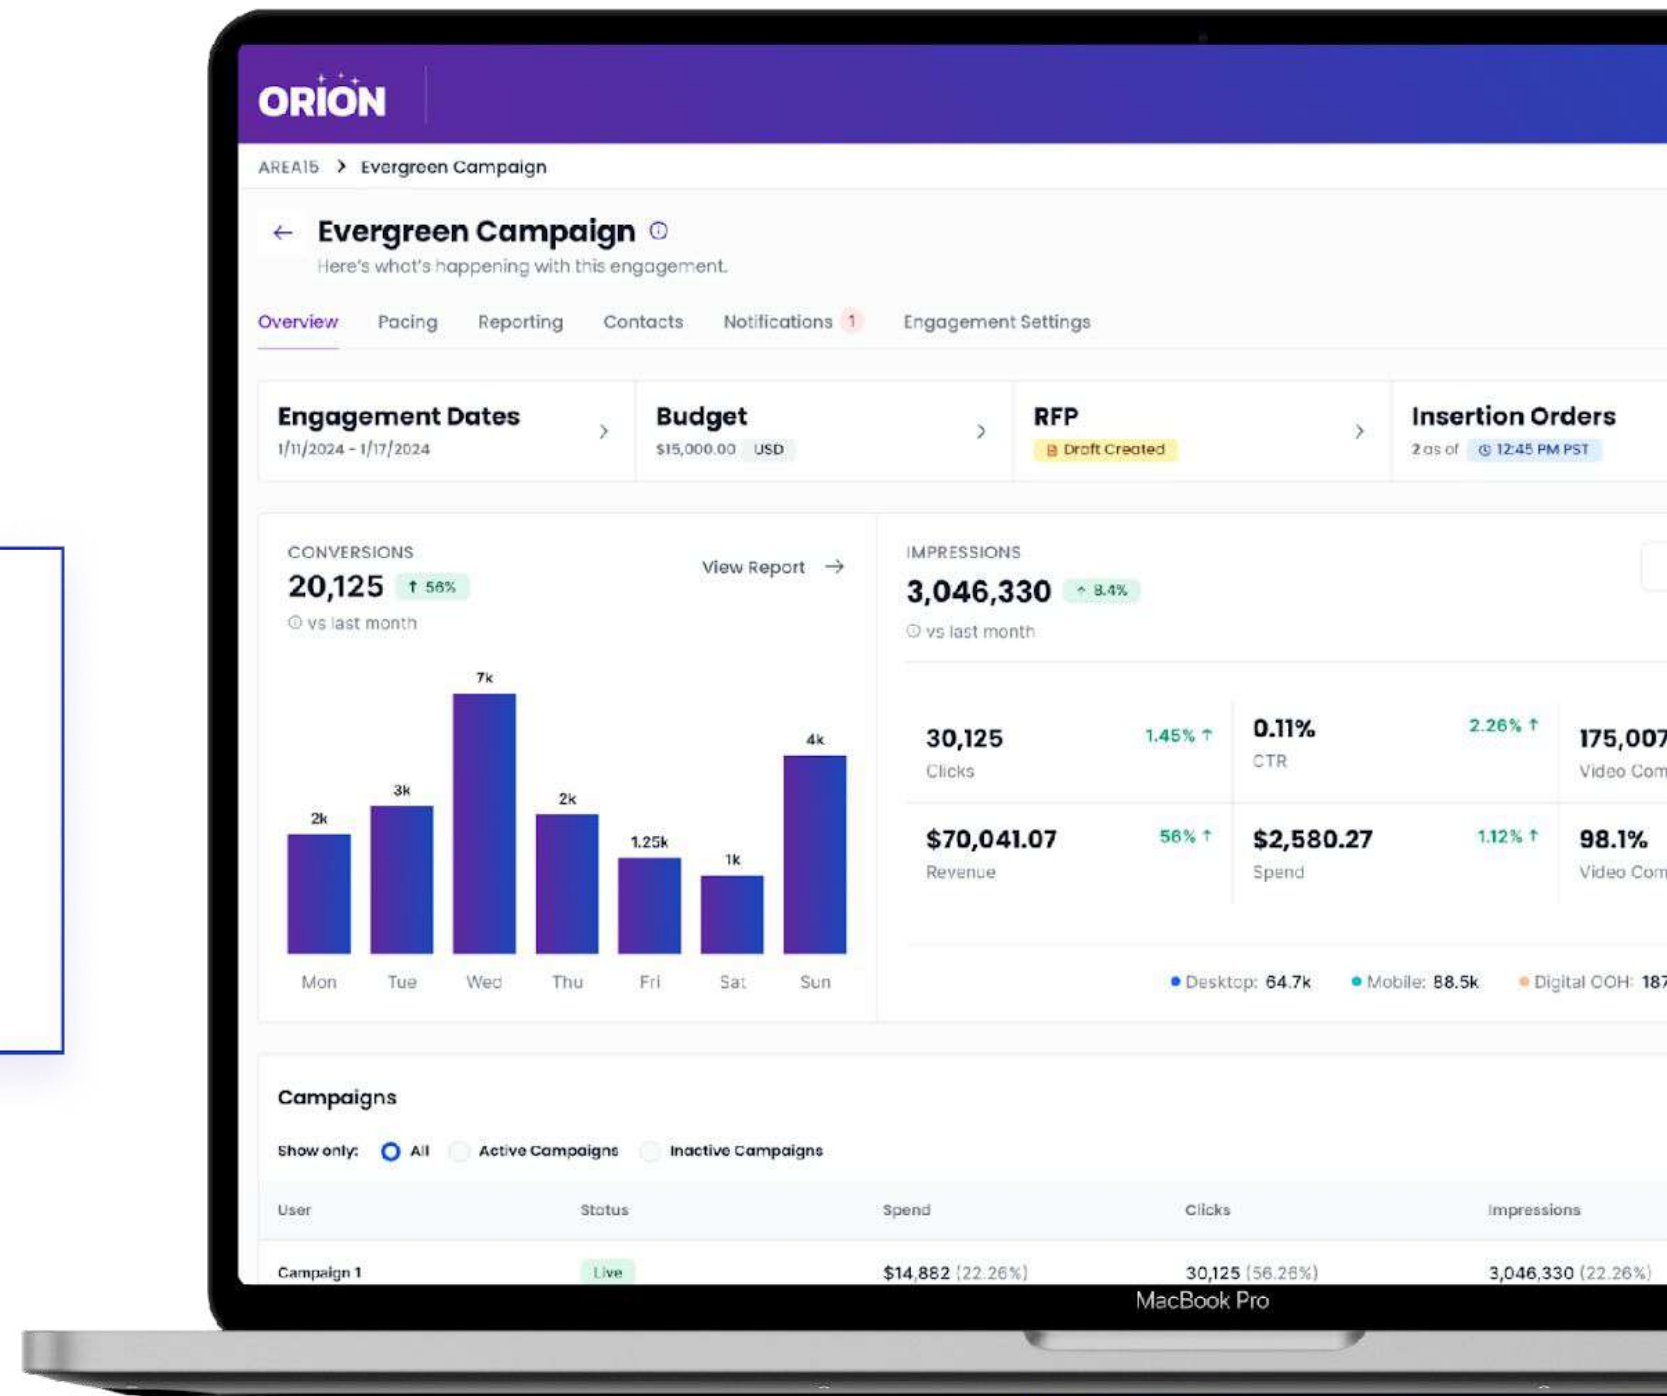 ORION
AREA15 > Evergreen Campaign
← Evergreen Campaign
Here's what's happening with this engagement.
Overview Pacing Reporting Contacts Notifications 1 Engagement Settings
Engagement Dates
1/11/2024 - 1/17/2024
Budget
$15,000.00 USD
RFP
Draft Created
Insertion Orders
2 as of 12:45 PM PST
CONVERSIONS
20,125 ↑ 56%
vs last month
View Report →
7k
4k
3k
2k
2k
1.25k
1k
Mon Tue Wed Thu Fri Sat Sun
IMPRESSIONS
3,046,330 8.4%
vs last month
30,125 1.45% ↑
Clicks
0.11% 2.26% ↑
CTR
175,007
Video Com
$70,041.07 56% ↑
Revenue
$2,580.27 1.12% ↑
Spend
98.1%
Video Com
Desktop: 64.7k Mobile: 88.5k Digital OOH: 187
Campaigns
Show only: All Active Campaigns Inactive Campaigns
User Status Spend Clicks Impressions
Campaign 1 Live $14,882 (22.26%) 30,125 (56.26%) 3,046,330 (22.26%)
MacBook Pro